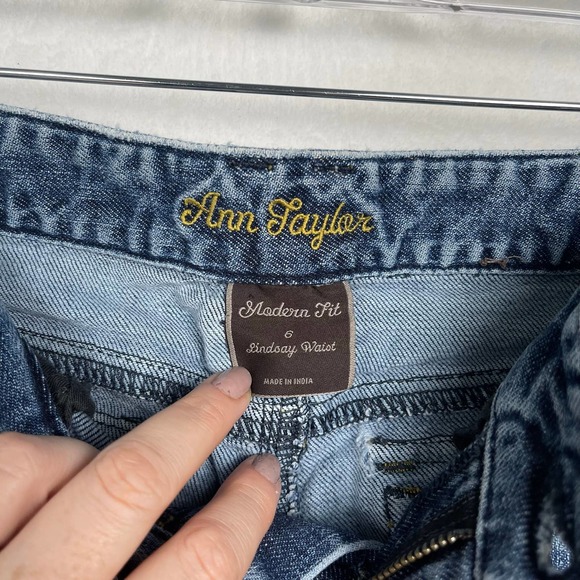 Ann Taylor
Modern Fit
6
Lindsay Waist
MADE IN INDIA